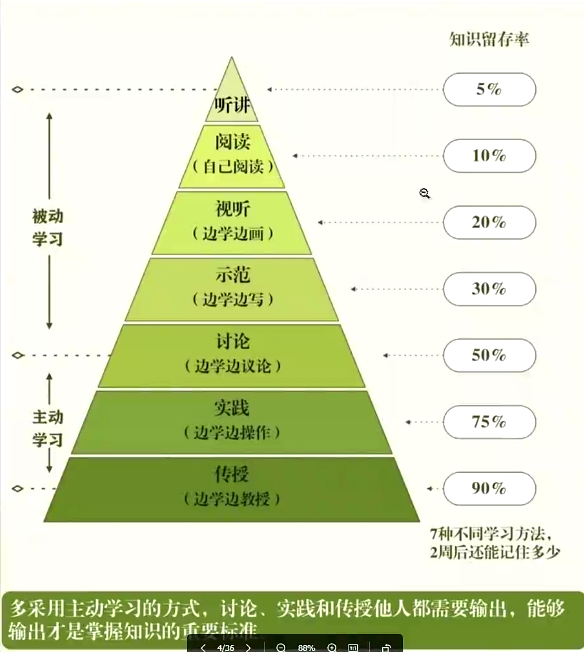 知识留存率
听讲
5%
阅读
（自己阅读）
10%
视听
（边学边画）
20%
示范
（边学边写）
30%
讨论
（边学边议论）
50%
实践
（边学边操作）
75%
传授
（边学边教授）
90%
被动
学习
主动
学习
7种不同学习方法，
2周后还能记住多少
多采用主动学习的方式，讨论、实践和传授他人都需要输出，能够
输出才是掌握知识的重要标准
4/36
88%